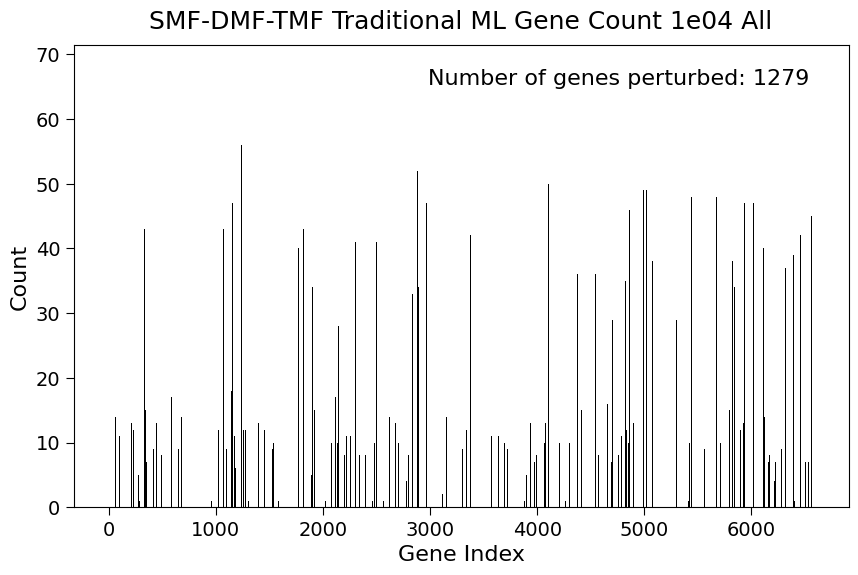 SMF-DMF-TMF Traditional ML Gene Count 1e04 All
Number of genes perturbed: 1279
70
60
50
40
30
20
10
0
Count
0 1000 2000 3000 4000 5000 6000
Gene Index